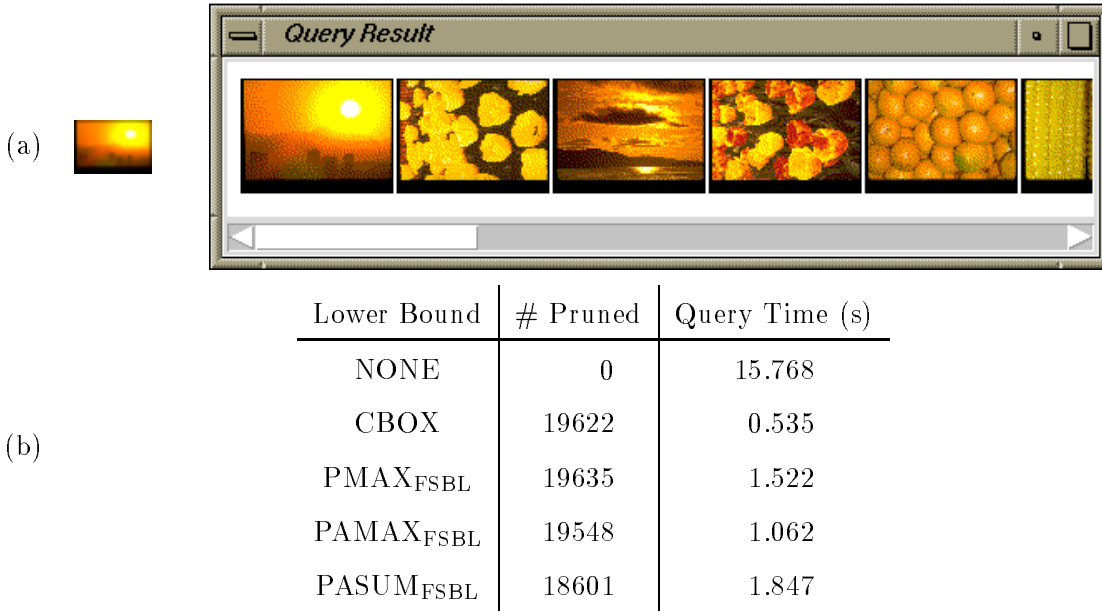 Query Result
(a)
Lower Bound # Pruned Query Time (s)
NONE 0 15.768
CBOX 19622 0.535
(b)
PMAX_FSBL 19635 1.522
PAMAX_FSBL 19548 1.062
PASUM_FSBL 18601 1.847